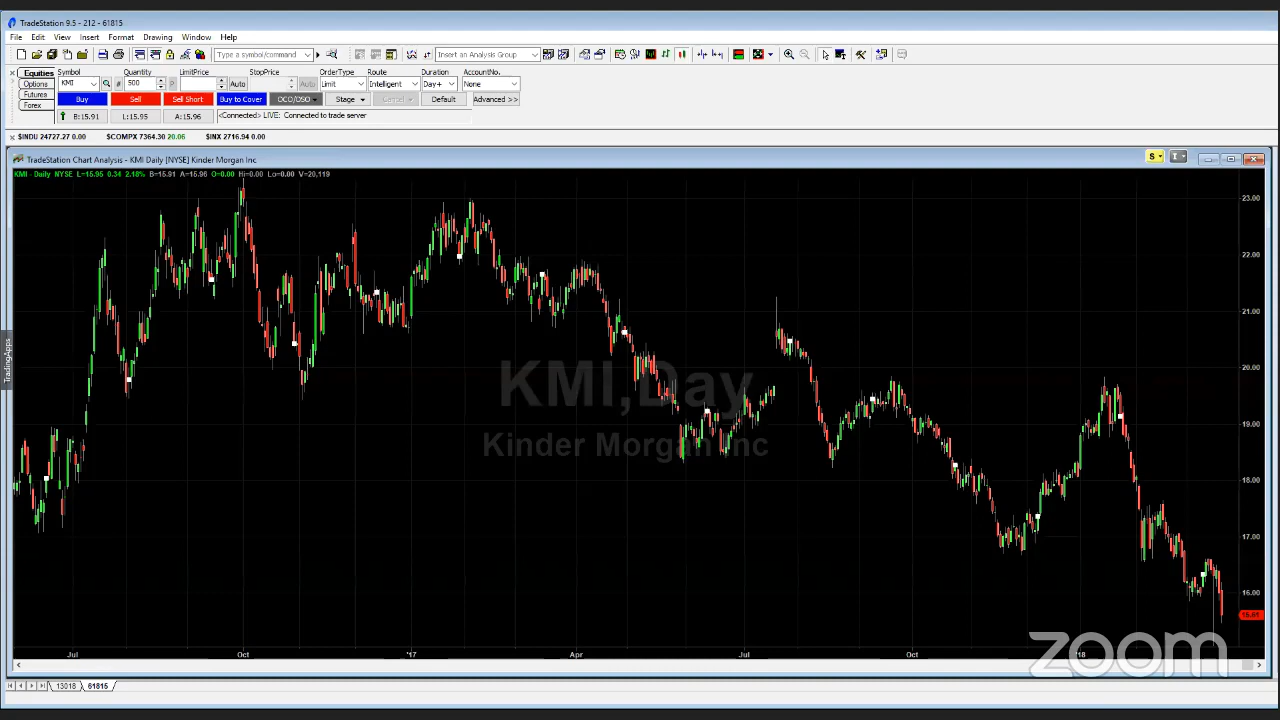 TradeStation 9.5 - 212 - 61815
File Edit View Insert Format Drawing Window Help
Type a symbol/command
Insert an Analysis Group
Equities
Options
Futures
Forex
Symbol Quantity LimitPrice StopPrice OrderType Route Duration AccountNo.
KMI # 500 P Auto Auto Limit Intelligent Day+ None
Buy Sell Sell Short Buy to Cover OCO/OSO Stage Cancel Default Advanced >>
B:15.91 L:15.95 A:15.96 <Connected> LIVE: Connected to trade server
$INDU 24727.27 0.00 $COMPX 7364.30 20.06 $INX 2716.94 0.00
TradeStation Chart Analysis - KMI Daily [NYSE] Kinder Morgan Inc
S I
KMI - Daily NYSE L=15.95 0.34 2.18% B=15.91 A=15.96 O=0.00 Hi=0.00 Lo=0.00 V=20,119
23.00
22.00
21.00
20.00
19.00
18.00
17.00
16.00
15.61
TradingApps
KMI,Day
Kinder Morgan Inc
Jul Oct '17 Apr Jul Oct '18
zoom
13018 61815